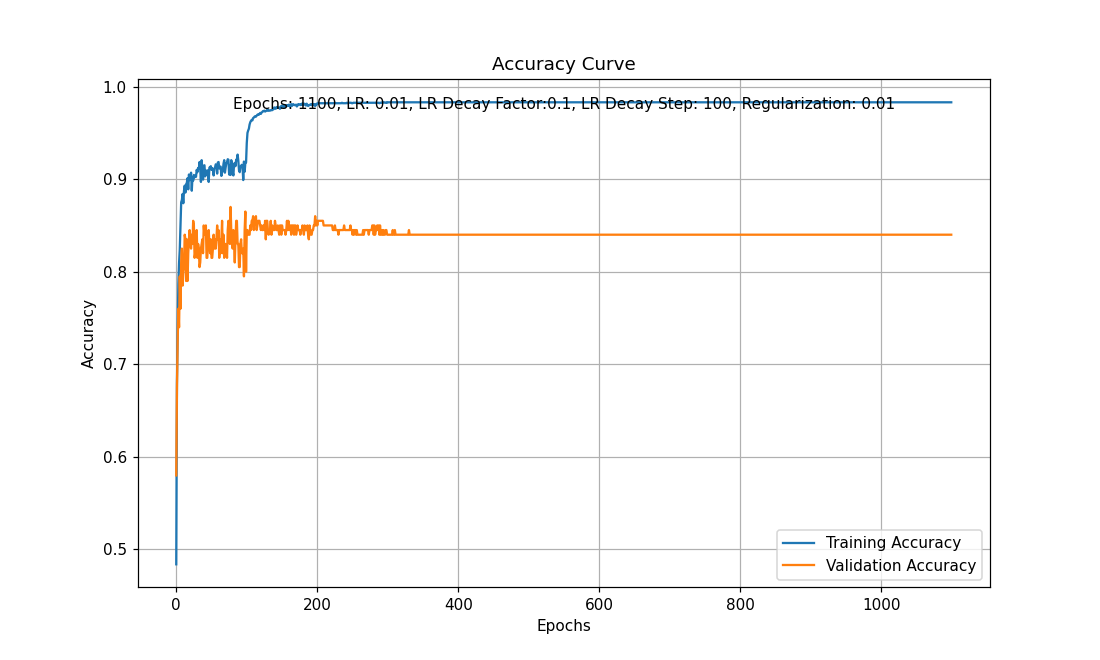 Accuracy Curve
Epochs: 1100, LR: 0.01, LR Decay Factor:0.1, LR Decay Step: 100, Regularization: 0.01
1.0
0.9
0.8
0.7
0.6
0.5
Accuracy
Training Accuracy
Validation Accuracy
0 200 400 600 800 1000
Epochs